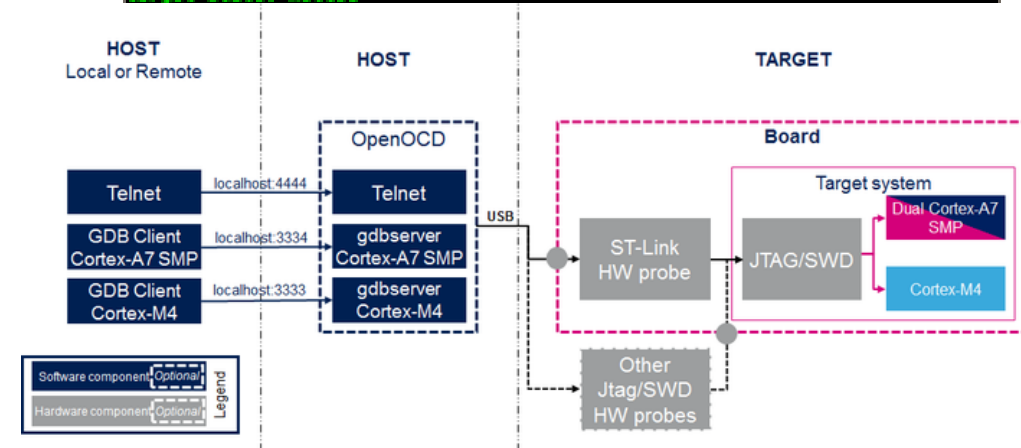 HOST
Local or Remote
HOST
TARGET
OpenOCD
Board
Target system
Telnet
localhost:4444
Telnet
GDB Client
Cortex-A7 SMP
localhost:3334
gdbserver
Cortex-A7 SMP
GDB Client
Cortex-M4
localhost:3333
gdbserver
Cortex-M4
USB
ST-Link
HW probe
JTAG/SWD
Dual Cortex-A7
SMP
Cortex-M4
Other
Jtag/SWD
HW probes
Software component Optional
Hardware component Optional
Legend